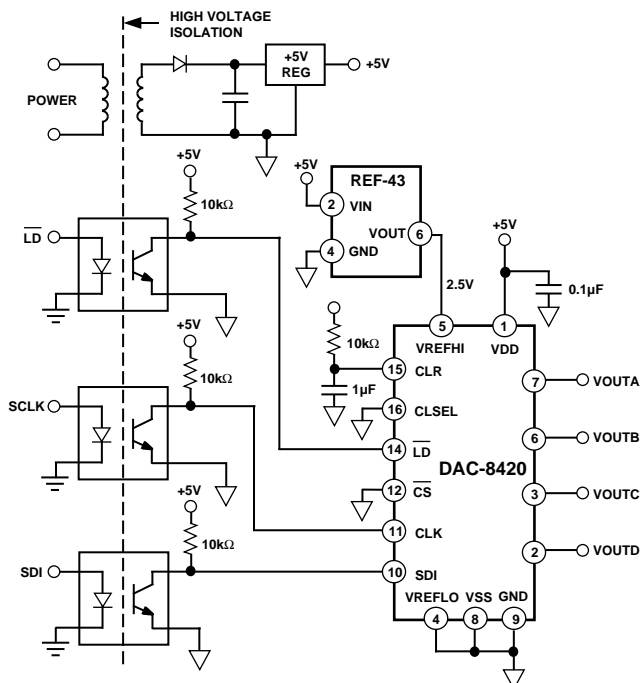 HIGH VOLTAGE
ISOLATION
POWER
+5V
REG
+5V
+5V
10kΩ
L̅D̅
+5V
REF-43
2
VIN
VOUT
6
4
GND
2.5V
+5V
0.1µF
10kΩ
1µF
5
VREFHI
1
VDD
15
CLR
16
CLSEL
14
L̅D̅
12
C̅S̅
11
CLK
10
SDI
DAC-8420
7
VOUTA
6
VOUTB
3
VOUTC
2
VOUTD
VREFLO
VSS
GND
4
8
9
+5V
10kΩ
SCLK
+5V
10kΩ
SDI